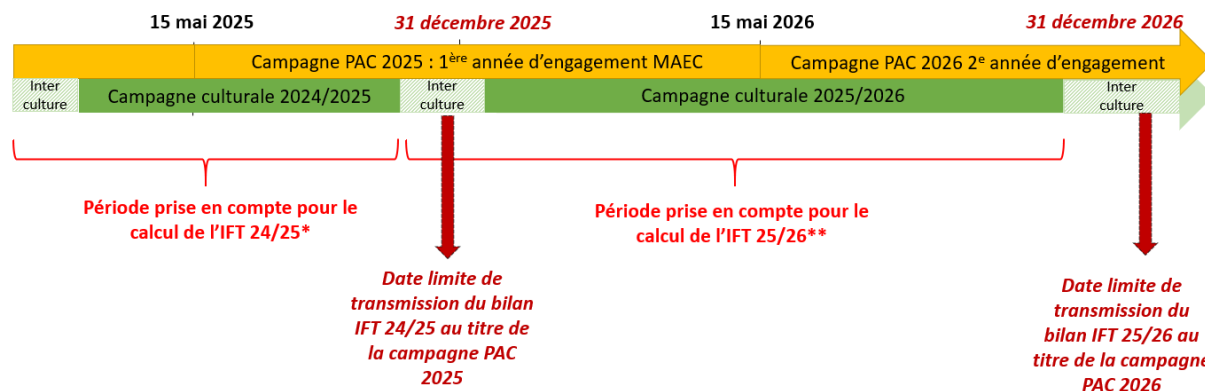 15 mai 2025
31 décembre 2025
15 mai 2026
31 décembre 2026
Campagne PAC 2025 : 1ère année d’engagement MAEC
Campagne PAC 2026 2e année d’engagement
Inter
culture
Campagne culturale 2024/2025
Inter
culture
Campagne culturale 2025/2026
Inter
culture
Période prise en compte pour le
calcul de l’IFT 24/25*
Période prise en compte pour le
calcul de l’IFT 25/26**
Date limite de
transmission du bilan
IFT 24/25 au titre de
la campagne PAC
2025
Date limite de
transmission du
bilan IFT 25/26 au
titre de la campagne
PAC 2026